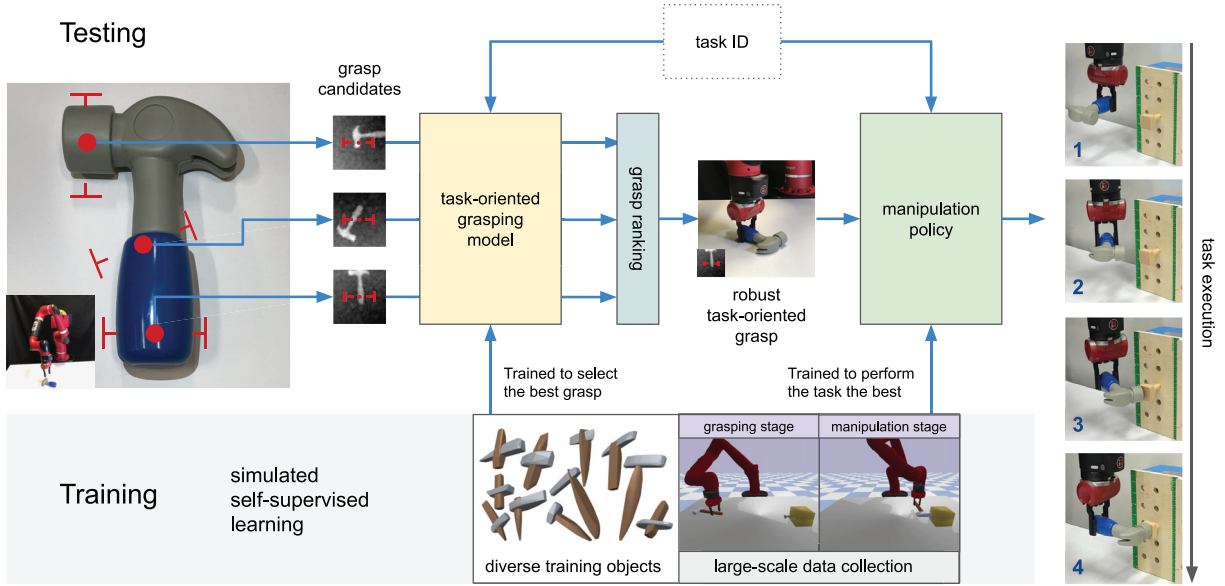 Testing
task ID
grasp
candidates
task-oriented
grasping
model
grasp ranking
robust
task-oriented
grasp
manipulation
policy
1
2
3
4
task execution
Trained to select
the best grasp
Trained to perform
the task the best
Training
simulated
self-supervised
learning
grasping stage
manipulation stage
diverse training objects
large-scale data collection